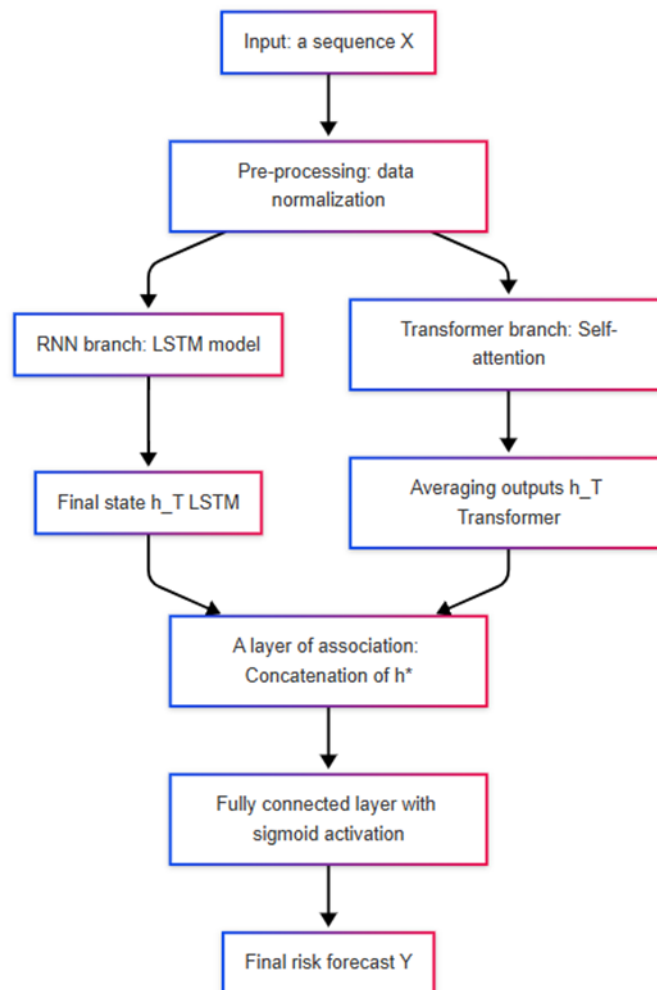 Input: a sequence X
Pre-processing: data
normalization
RNN branch: LSTM model
Transformer branch: Self-
attention
Final state h_T LSTM
Averaging outputs h_T
Transformer
A layer of association:
Concatenation of h*
Fully connected layer with
sigmoid activation
Final risk forecast Y